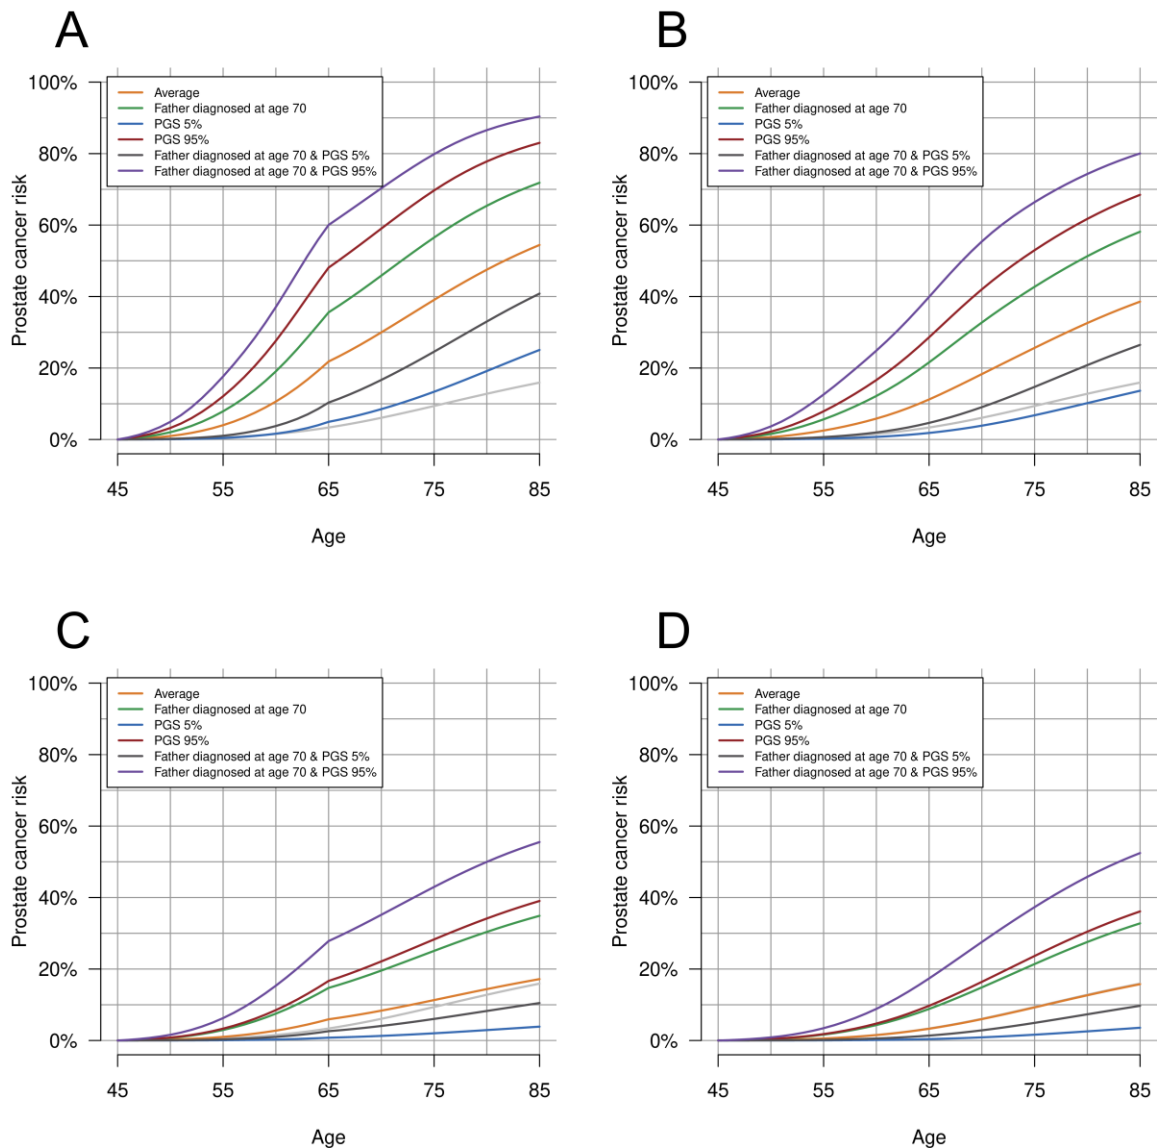 A
100%
80%
60%
40%
20%
0%
Prostate cancer risk
Average
Father diagnosed at age 70
PGS 5%
PGS 95%
Father diagnosed at age 70 & PGS 5%
Father diagnosed at age 70 & PGS 95%
45 55 65 75 85
Age
B
100%
80%
60%
40%
20%
0%
Prostate cancer risk
Average
Father diagnosed at age 70
PGS 5%
PGS 95%
Father diagnosed at age 70 & PGS 5%
Father diagnosed at age 70 & PGS 95%
45 55 65 75 85
Age
C
100%
80%
60%
40%
20%
0%
Prostate cancer risk
Average
Father diagnosed at age 70
PGS 5%
PGS 95%
Father diagnosed at age 70 & PGS 5%
Father diagnosed at age 70 & PGS 95%
45 55 65 75 85
Age
D
100%
80%
60%
40%
20%
0%
Prostate cancer risk
Average
Father diagnosed at age 70
PGS 5%
PGS 95%
Father diagnosed at age 70 & PGS 5%
Father diagnosed at age 70 & PGS 95%
45 55 65 75 85
Age